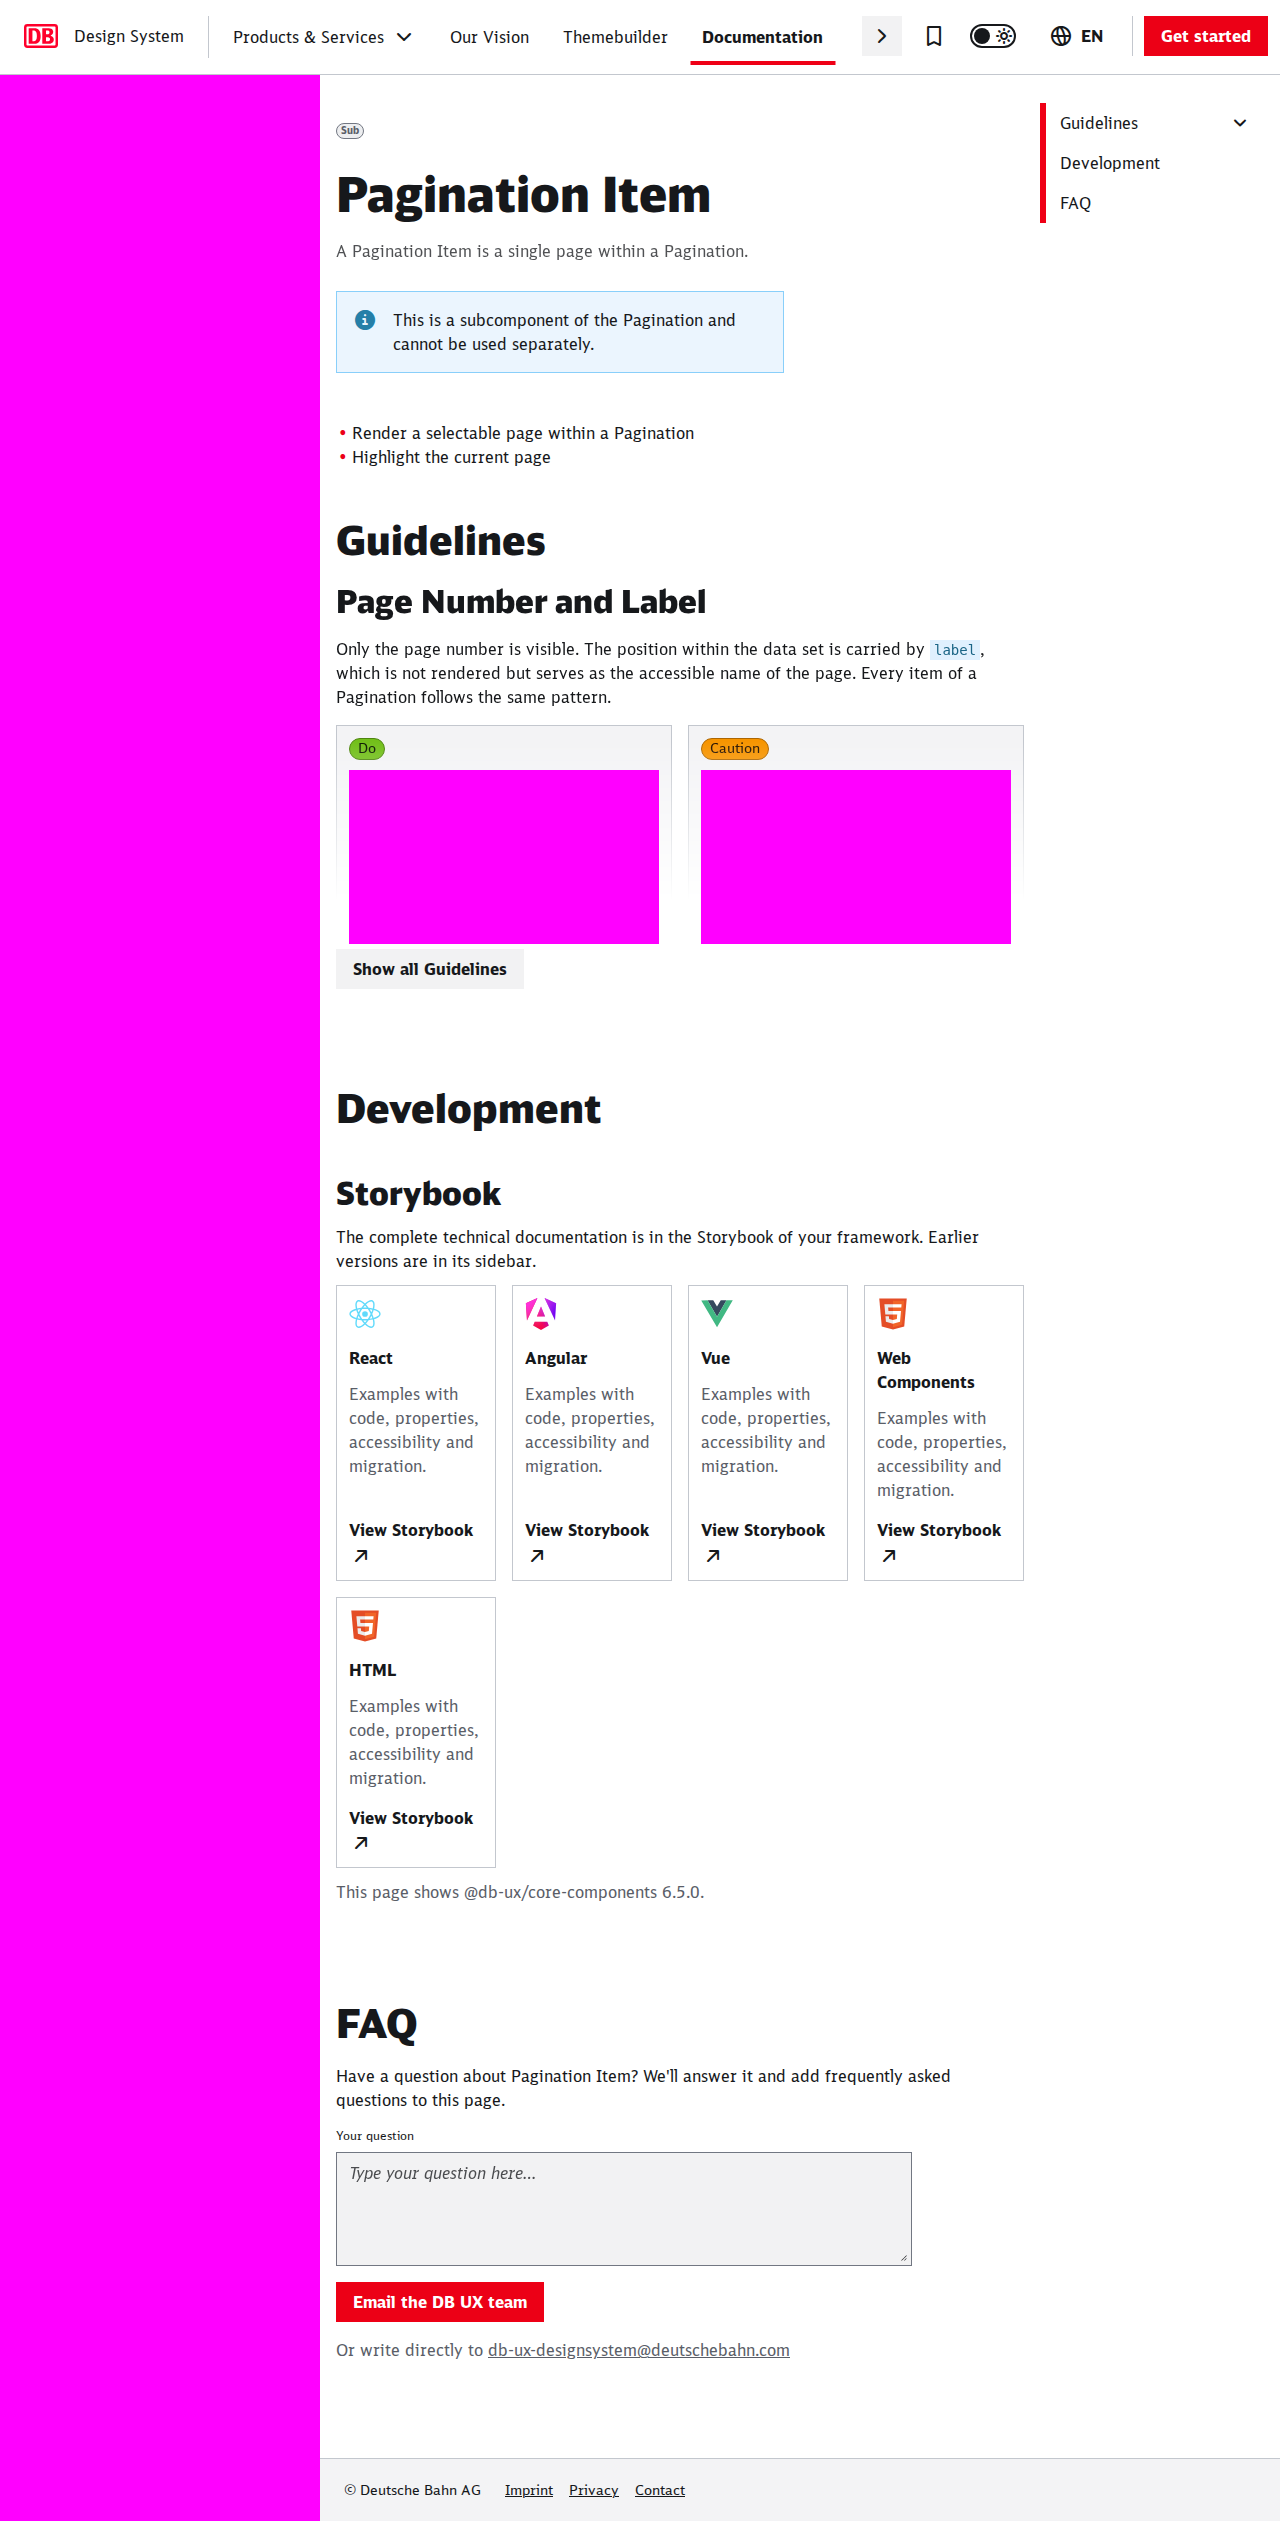 DB Design System
Products & Services
Our Vision
Themebuilder
Documentation
EN
Get started
Sub
Pagination Item
A Pagination Item is a single page within a Pagination.
This is a subcomponent of the Pagination and
cannot be used separately.
• Render a selectable page within a Pagination
• Highlight the current page
Guidelines
Development
FAQ
Guidelines
Page Number and Label
Only the page number is visible. The position within the data set is carried by label,
which is not rendered but serves as the accessible name of the page. Every item of a
Pagination follows the same pattern.
Do
Caution
Show all Guidelines
Development
Storybook
The complete technical documentation is in the Storybook of your framework. Earlier
versions are in its sidebar.
React
Examples with
code, properties,
accessibility and
migration.
View Storybook
Angular
Examples with
code, properties,
accessibility and
migration.
View Storybook
Vue
Examples with
code, properties,
accessibility and
migration.
View Storybook
Web
Components
Examples with
code, properties,
accessibility and
migration.
View Storybook
HTML
Examples with
code, properties,
accessibility and
migration.
View Storybook
This page shows @db-ux/core-components 6.5.0.
FAQ
Have a question about Pagination Item? We'll answer it and add frequently asked
questions to this page.
Your question
Type your question here...
Email the DB UX team
Or write directly to db-ux-designsystem@deutschebahn.com
© Deutsche Bahn AG
Imprint
Privacy
Contact